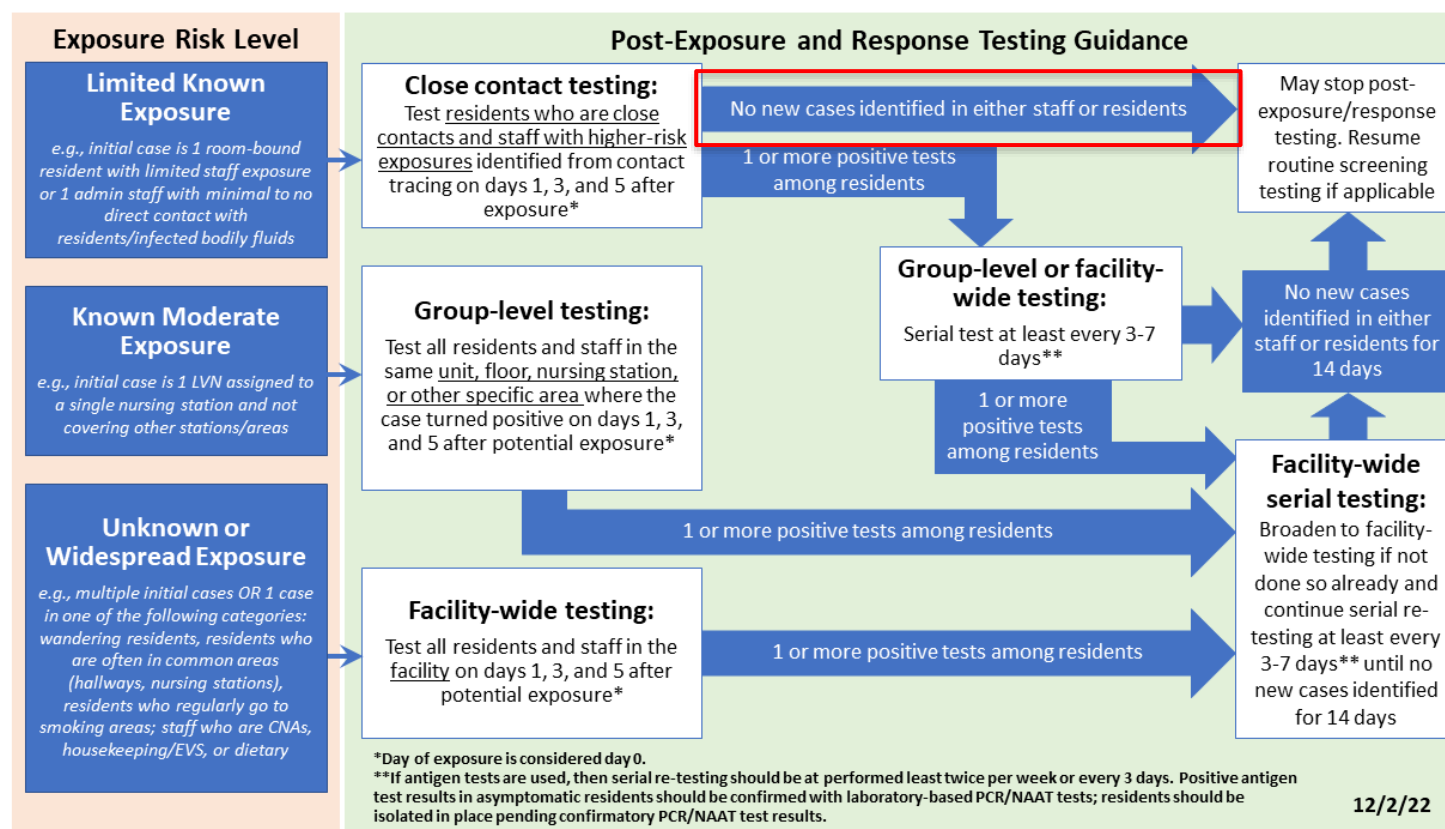 Exposure Risk Level
Limited Known
Exposure
e.g., initial case is 1 room-bound
resident with limited staff exposure
or 1 admin staff with minimal to no
direct contact with
residents/infected bodily fluids
Known Moderate
Exposure
e.g., initial case is 1 LVN assigned to
a single nursing station and not
covering other stations/areas
Unknown or
Widespread Exposure
e.g., multiple initial cases OR 1 case
in one of the following categories:
wandering residents, residents who
are often in common areas
(hallways, nursing stations),
residents who regularly go to
smoking areas; staff who are CNAs,
housekeeping/EVS, or dietary
Post-Exposure and Response Testing Guidance
Close contact testing:
Test residents who are close
contacts and staff with higher-risk
exposures identified from contact
tracing on days 1, 3, and 5 after
exposure*
No new cases identified in either staff or residents
May stop post-
exposure/response
testing. Resume
routine screening
testing if applicable
1 or more positive tests
among residents
Group-level or facility-
wide testing:
Serial test at least every 3-7
days**
No new cases
identified in either
staff or residents for
14 days
Group-level testing:
Test all residents and staff in the
same unit, floor, nursing station,
or other specific area where the
case turned positive on days 1, 3,
and 5 after potential exposure*
1 or more
positive tests
among residents
1 or more positive tests among residents
Facility-wide
serial testing:
Broaden to facility-
wide testing if not
done so already and
continue serial re-
testing at least every
3-7 days** until no
new cases identified
for 14 days
Facility-wide testing:
Test all residents and staff in the
facility on days 1, 3, and 5 after
potential exposure*
1 or more positive tests among residents
*Day of exposure is considered day 0.
**If antigen tests are used, then serial re-testing should be at performed least twice per week or every 3 days. Positive antigen
test results in asymptomatic residents should be confirmed with laboratory-based PCR/NAAT tests; residents should be
isolated in place pending confirmatory PCR/NAAT test results.
12/2/22